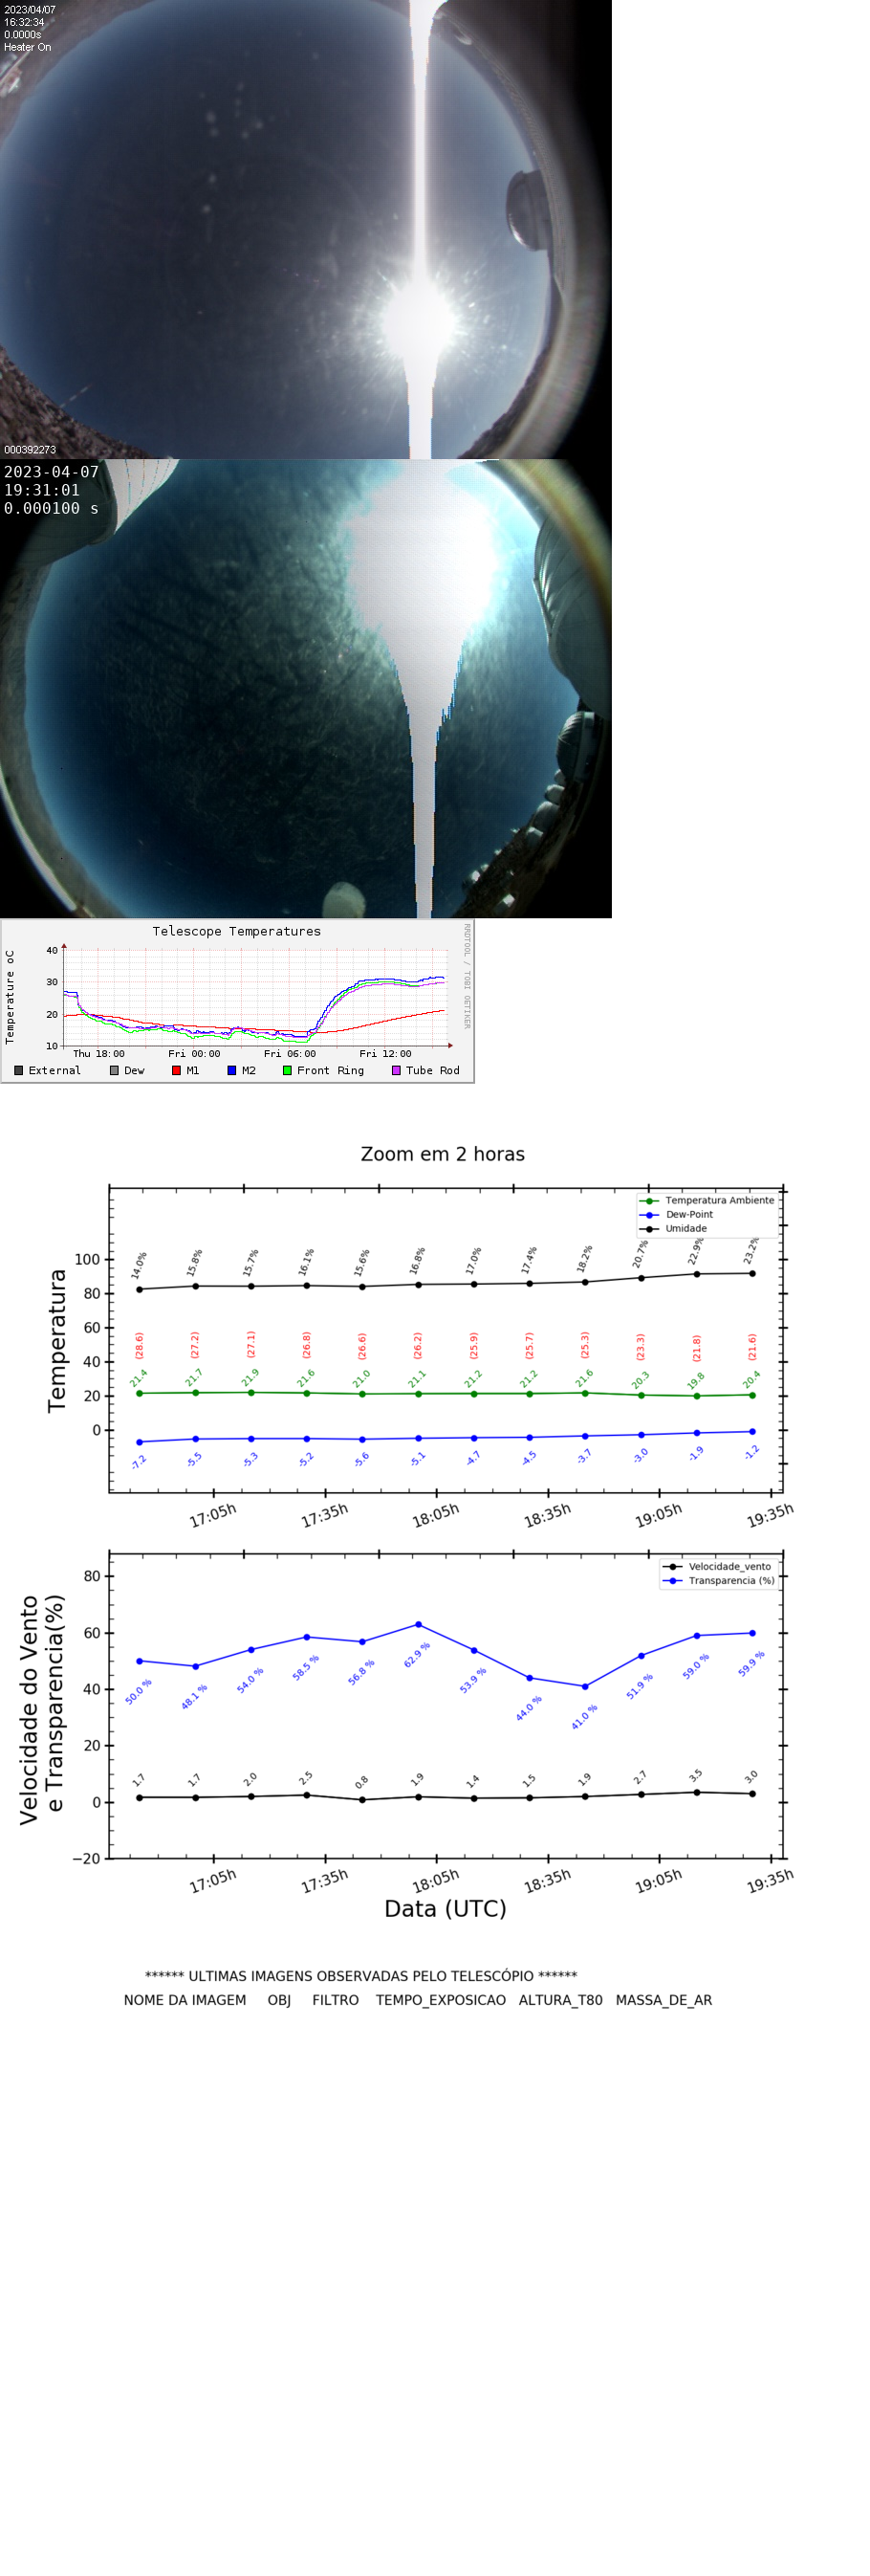 2023/04/07
16:32:34
0.0000s
Heater On
000392273
2023-04-07
19:31:01
0.000100 s
Telescope Temperatures
RRDTOOL / TOBI OETIKER
Temperature oC
40
30
20
10
Thu 18:00 Fri 00:00 Fri 06:00 Fri 12:00
External Dew M1 M2 Front Ring Tube Rod
Zoom em 2 horas
Temperatura Ambiente
Dew-Point
Umidade
Temperatura
100
80
60
40
20
0
14.0% 15.8% 15.7% 16.1% 15.6% 16.8% 17.0% 17.4% 18.2% 20.7% 22.9% 23.2%
(28.6) (27.2) (27.1) (26.8) (26.6) (26.2) (25.9) (25.7) (25.3) (23.3) (21.8) (21.6)
21.4 21.7 21.9 21.6 21.0 21.1 21.2 21.2 21.6 20.3 19.8 20.4
-7.2 -5.5 -5.3 -5.2 -5.6 -5.1 -4.7 -4.5 -3.7 -3.0 -1.9 -1.2
17:05h 17:35h 18:05h 18:35h 19:05h 19:35h
Velocidade_vento
Transparencia (%)
Velocidade do Vento
e Transparencia(%)
80
60
40
20
0
−20
50.0 % 48.1 % 54.0 % 58.5 % 56.8 % 62.9 % 53.9 % 44.0 % 41.0 % 51.9 % 59.0 % 59.9 %
1.7 1.7 2.0 2.5 0.8 1.9 1.4 1.5 1.9 2.7 3.5 3.0
17:05h 17:35h 18:05h 18:35h 19:05h 19:35h
Data (UTC)
****** ULTIMAS IMAGENS OBSERVADAS PELO TELESCÓPIO ******
NOME DA IMAGEM OBJ FILTRO TEMPO_EXPOSICAO ALTURA_T80 MASSA_DE_AR